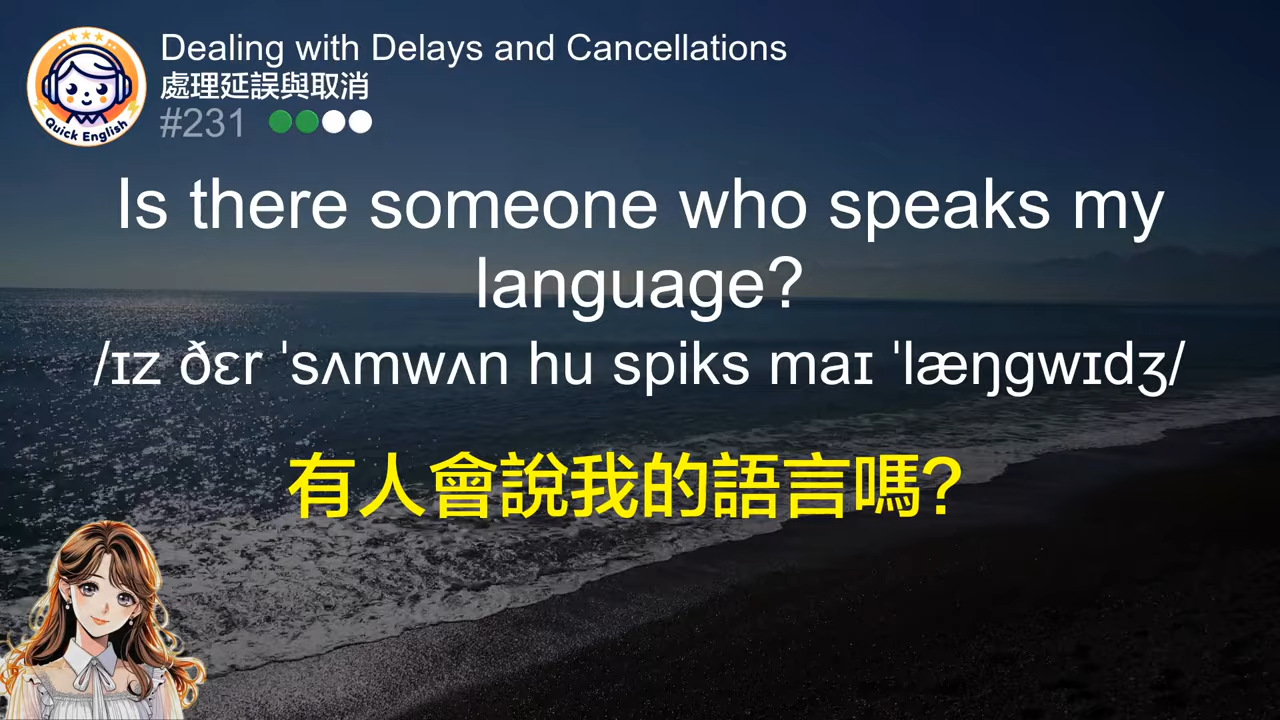 Dealing with Delays and Cancellations
處理延誤與取消
#231
Quick English
Is there someone who speaks my
language?
/ɪz ðɛr ˈsʌmwʌn hu spiks maɪ ˈlæŋgwɪdʒ/
有人會說我的語言嗎?